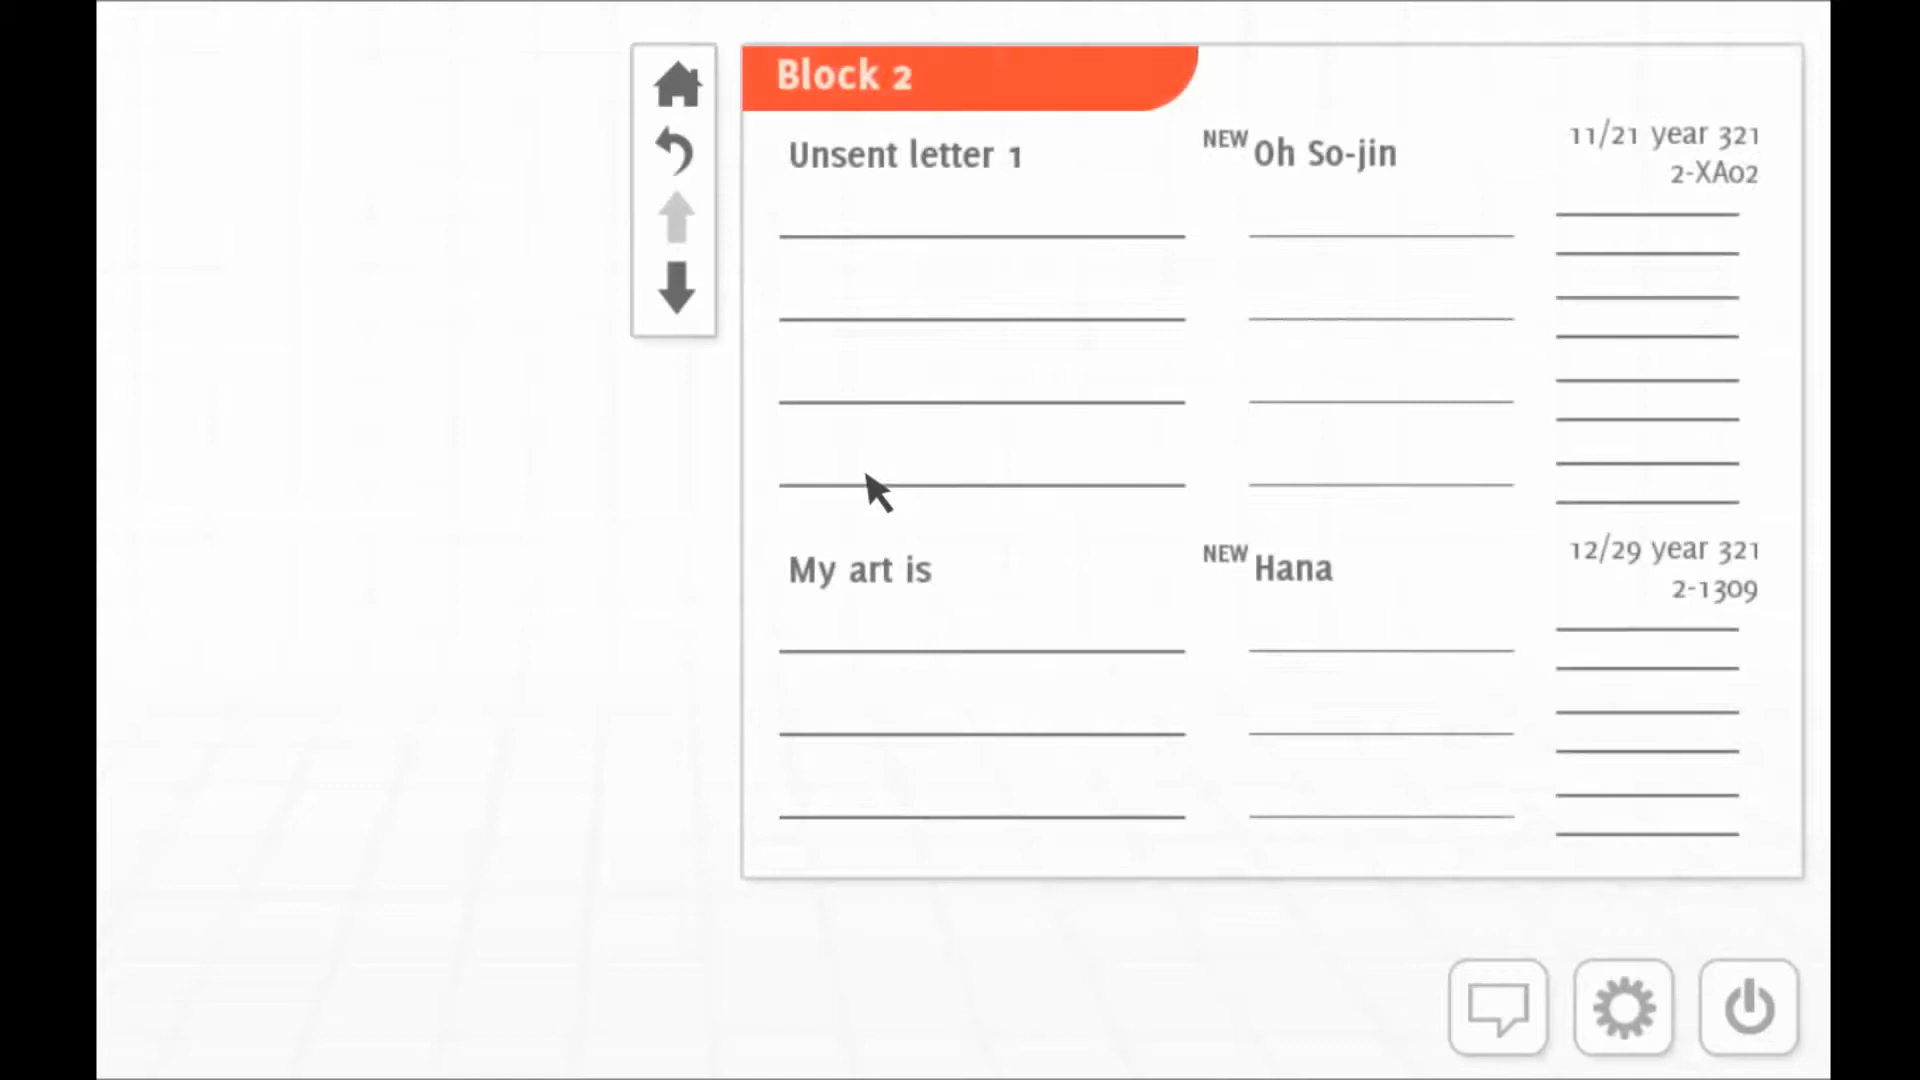 Block 2
Unsent letter 1 NEW Oh So-jin 11/21 year 321
2-XA02
My art is NEW Hana 12/29 year 321
2-1309